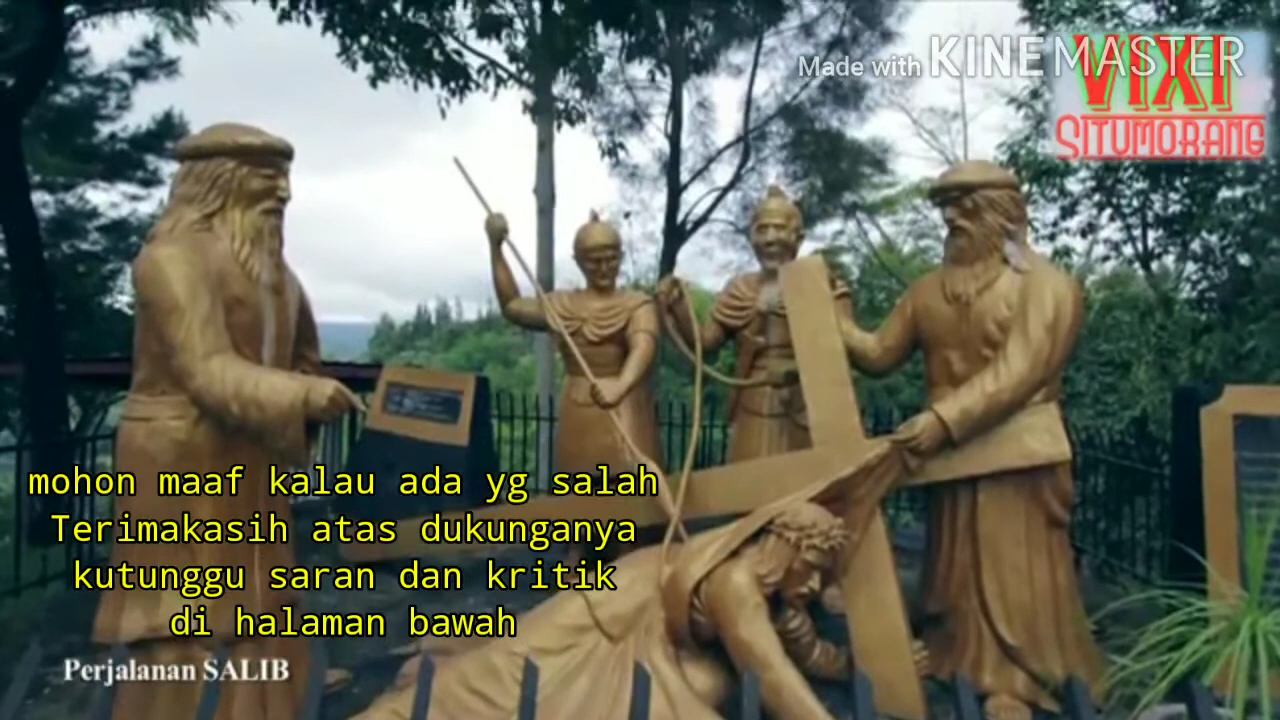 Made with KINEMASTER
VIXI
SITUMORANG
mohon maaf kalau ada yg salah
Terimakasih atas dukunganya
kutunggu saran dan kritik
di halaman bawah
Perjalanan SALIB